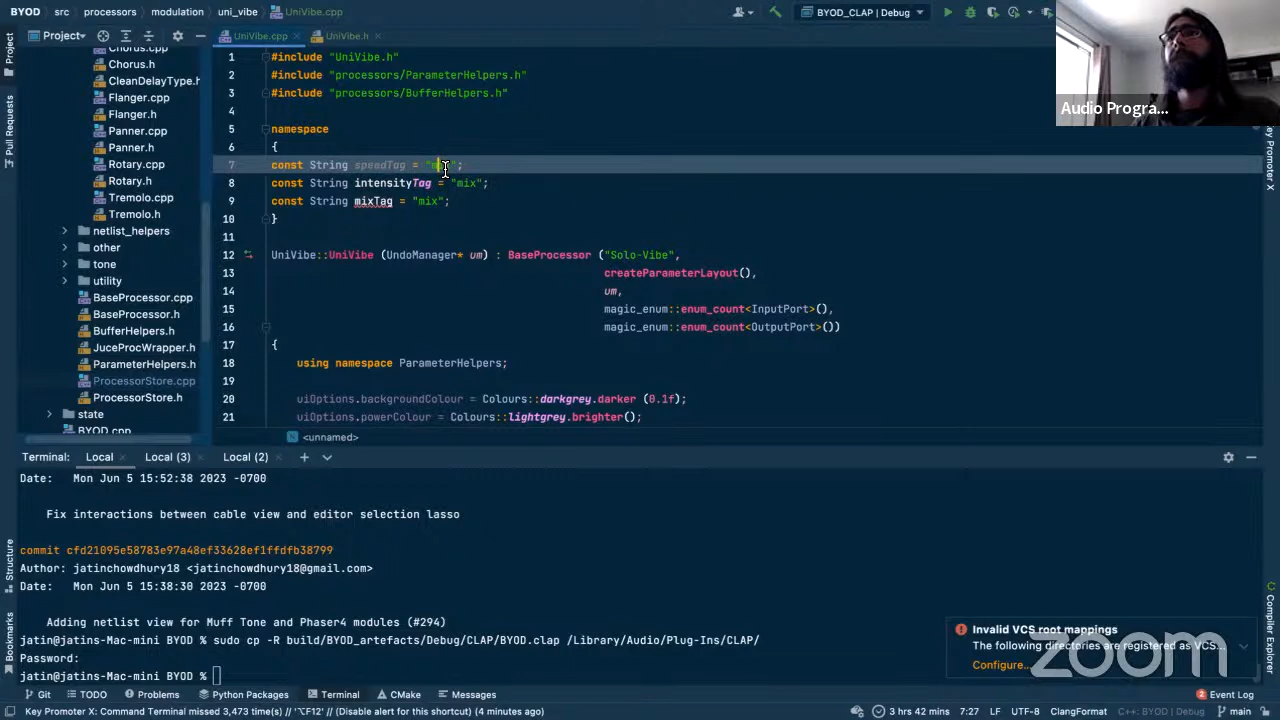 BYOD src processors modulation uni_vibe UniVibe.cpp
BYOD_CLAP | Debug
Project
UniVibe.cpp
UniVibe.h
Chorus.cpp
Chorus.h
CleanDelayType.h
Flanger.cpp
Flanger.h
Panner.cpp
Panner.h
Rotary.cpp
Rotary.h
Tremolo.cpp
Tremolo.h
netlist_helpers
other
tone
utility
BaseProcessor.cpp
BaseProcessor.h
BufferHelpers.h
JuceProcWrapper.h
ParameterHelpers.h
ProcessorStore.cpp
ProcessorStore.h
state
BYOD.cpp
Project
Pull Requests
Structure
Bookmarks
1 #include "UniVibe.h"
2 #include "processors/ParameterHelpers.h"
3 #include "processors/BufferHelpers.h"
4
5 namespace
6 {
7 const String speedTag = "mix";
8 const String intensityTag = "mix";
9 const String mixTag = "mix";
10 }
11
12 UniVibe::UniVibe (UndoManager* um) : BaseProcessor ("Solo-Vibe",
13 createParameterLayout(),
14 um,
15 magic_enum::enum_count<InputPort>(),
16 magic_enum::enum_count<OutputPort>())
17 {
18 using namespace ParameterHelpers;
19
20 uiOptions.backgroundColour = Colours::darkgrey.darker (0.1f);
21 uiOptions.powerColour = Colours::lightgrey.brighter();
<unnamed>
Audio Progra...
Key Promoter X
Compiler Explorer
Terminal: Local Local (3) Local (2)
Date: Mon Jun 5 15:52:38 2023 -0700
Fix interactions between cable view and editor selection lasso
commit cfd21095e58783e97a48ef33628ef1ffdfb38799
Author: jatinchowdhury18 <jatinchowdhury18@gmail.com>
Date: Mon Jun 5 15:38:30 2023 -0700
Adding netlist view for Muff Tone and Phaser4 modules (#294)
jatin@jatins-Mac-mini BYOD % sudo cp -R build/BYOD_artefacts/Debug/CLAP/BYOD.clap /Library/Audio/Plug-Ins/CLAP/
Password:
jatin@jatins-Mac-mini BYOD %
Invalid VCS root mappings
The following directories are registered as VCS...
Configure...
zoom
Git TODO Problems Python Packages Terminal CMake Messages 2 Event Log
Key Promoter X: Command Terminal missed 3,473 time(s) // '⌥F12' // (Disable alert for this shortcut) (4 minutes ago) 3 hrs 42 mins 7:27 LF UTF-8 ClangFormat C++: BYOD | Debug main